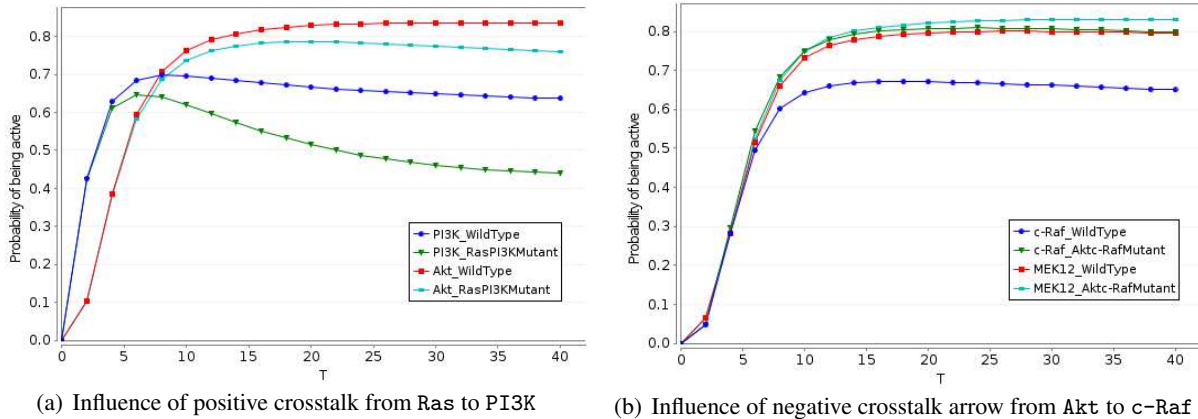 Probability of being active
0.8
0.7
0.6
0.5
0.4
0.3
0.2
0.1
0.0
0 5 10 15 20 25 30 35 40
T
PI3K_WildType
PI3K_RasPI3KMutant
Akt_WildType
Akt_RasPI3KMutant
(a) Influence of positive crosstalk from Ras to PI3K
Probability of being active
0.8
0.7
0.6
0.5
0.4
0.3
0.2
0.1
0.0
0 5 10 15 20 25 30 35 40
T
c-Raf_WildType
c-Raf_Aktc-RafMutant
MEK12_WildType
MEK12_Aktc-RafMutant
(b) Influence of negative crosstalk arrow from Akt to c-Raf